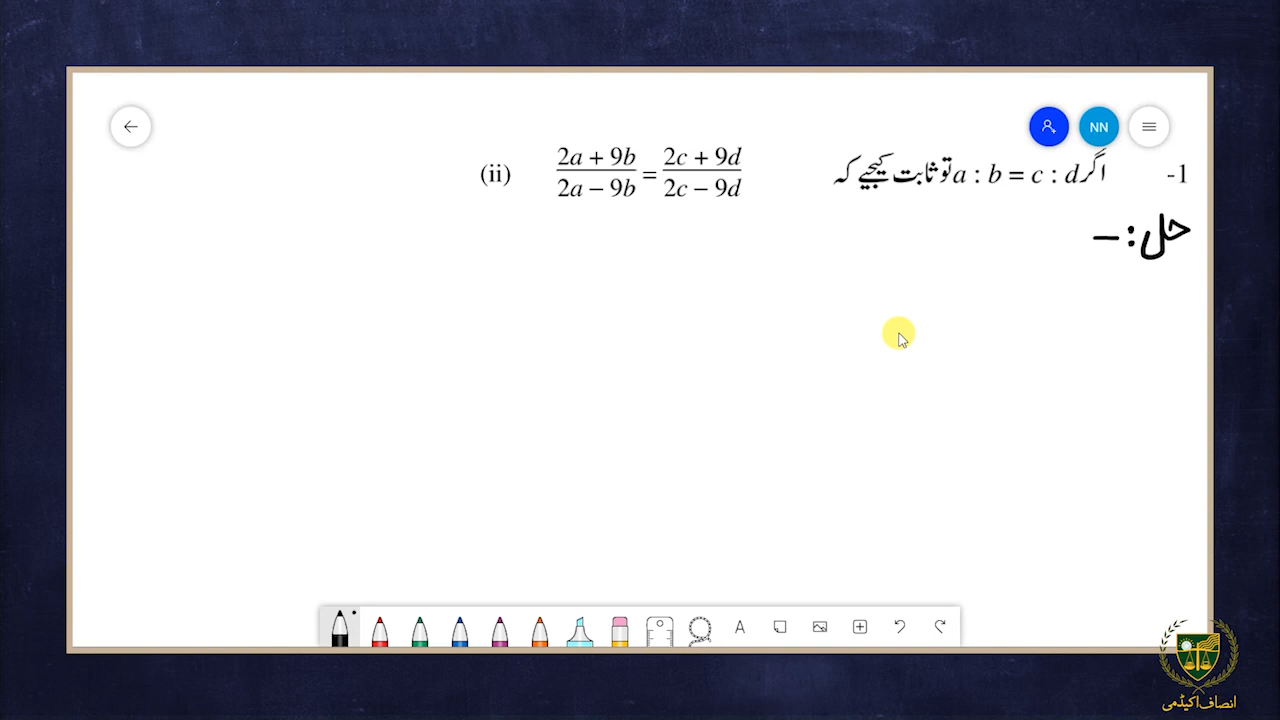 NN
-1 اگر a : b = c : d تو ثابت کیجیے کہ (ii) (2a + 9b)/(2a − 9b) = (2c + 9d)/(2c − 9d)
حل: –
A
انصاف اکیڈمی